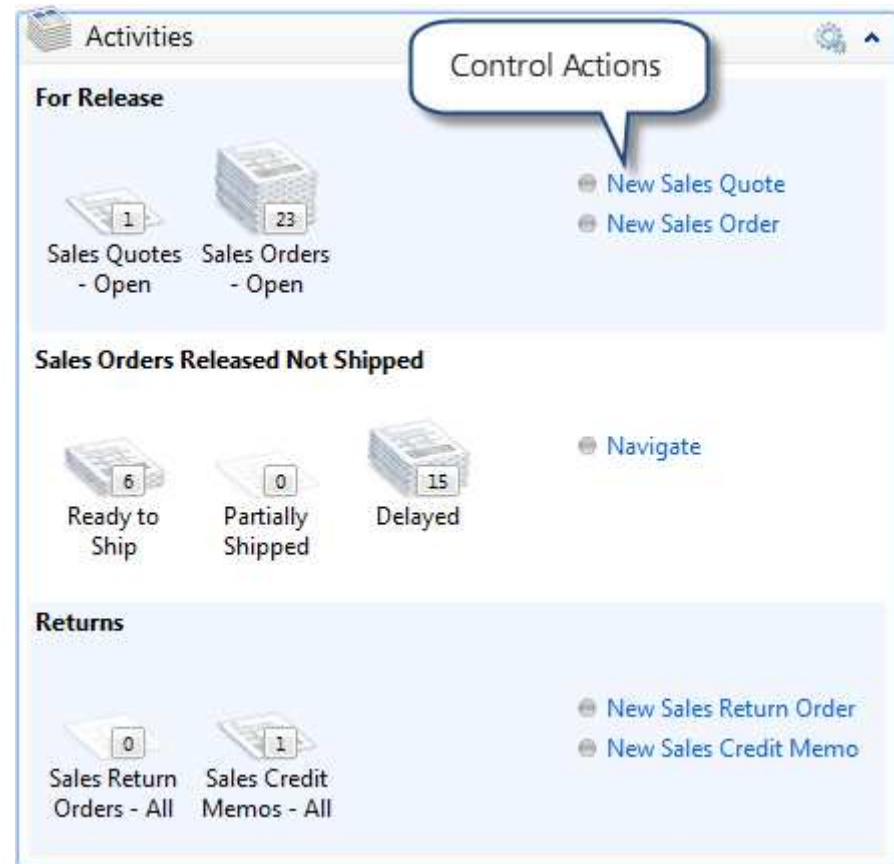 Activities
Control Actions
For Release
1
23
Sales Quotes
- Open
Sales Orders
- Open
New Sales Quote
New Sales Order
Sales Orders Released Not Shipped
6
0
15
Ready to
Ship
Partially
Shipped
Delayed
Navigate
Returns
0
1
Sales Return
Orders - All
Sales Credit
Memos - All
New Sales Return Order
New Sales Credit Memo